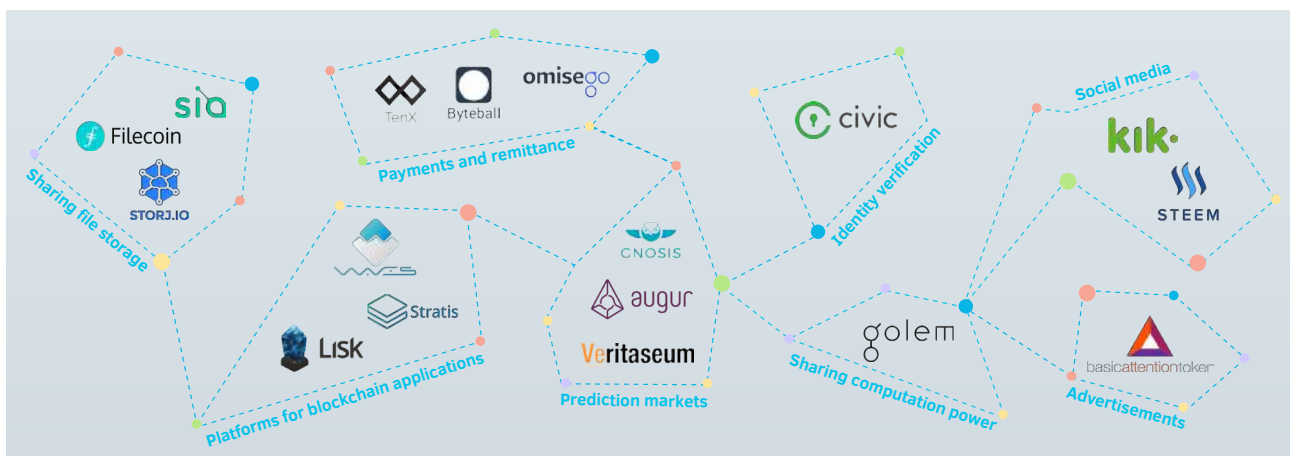 sia
Filecoin
STORJ.IO
Sharing file storage
TenX
Byteball
omisego
Payments and remittance
civic
Identity verification
Social media
kik.
STEEM
WAVES
Stratis
Lisk
Platforms for blockchain applications
GNOSIS
augur
Veritaseum
Prediction markets
golem
Sharing computation power
basicattentiontoken
Advertisements